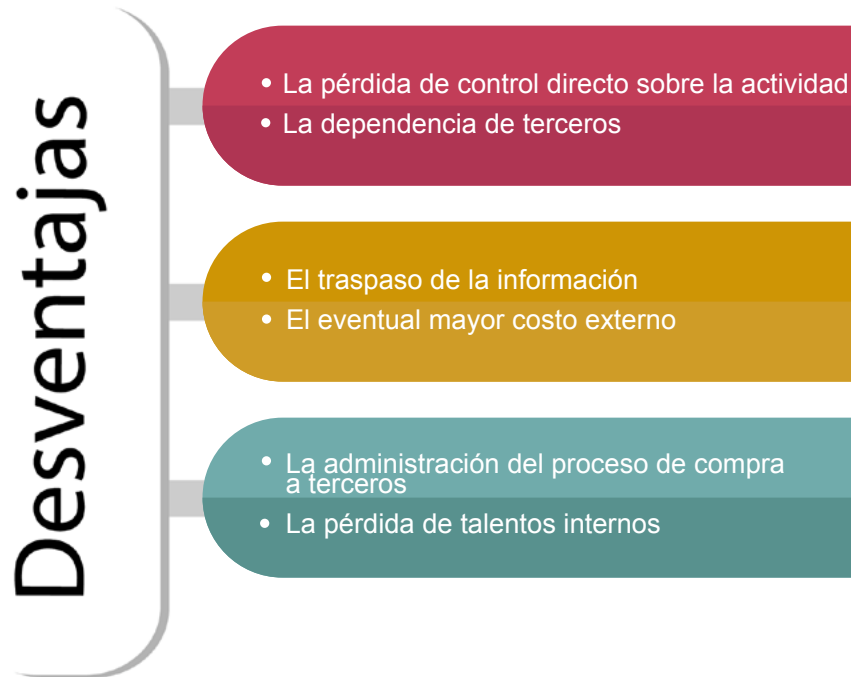 Desventajas
• La pérdida de control directo sobre la actividad
• La dependencia de terceros
• El traspaso de la información
• El eventual mayor costo externo
• La administración del proceso de compra
a terceros
• La pérdida de talentos internos